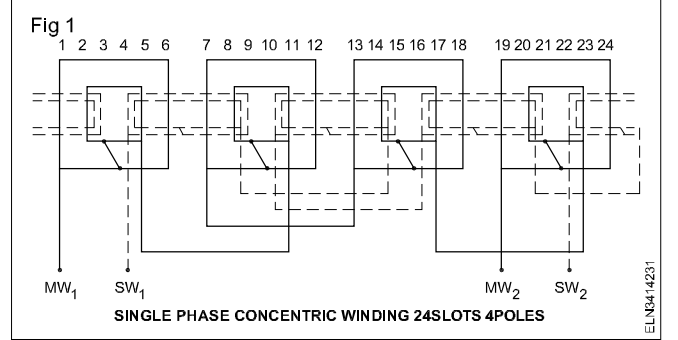 Fig 1
1 2 3 4 5 6 7 8 9 10 11 12 13 14 15 16 17 18 19 20 21 22 23 24
MW1 SW1 MW2 SW2
SINGLE PHASE CONCENTRIC WINDING 24SLOTS 4POLES
ELN3414231